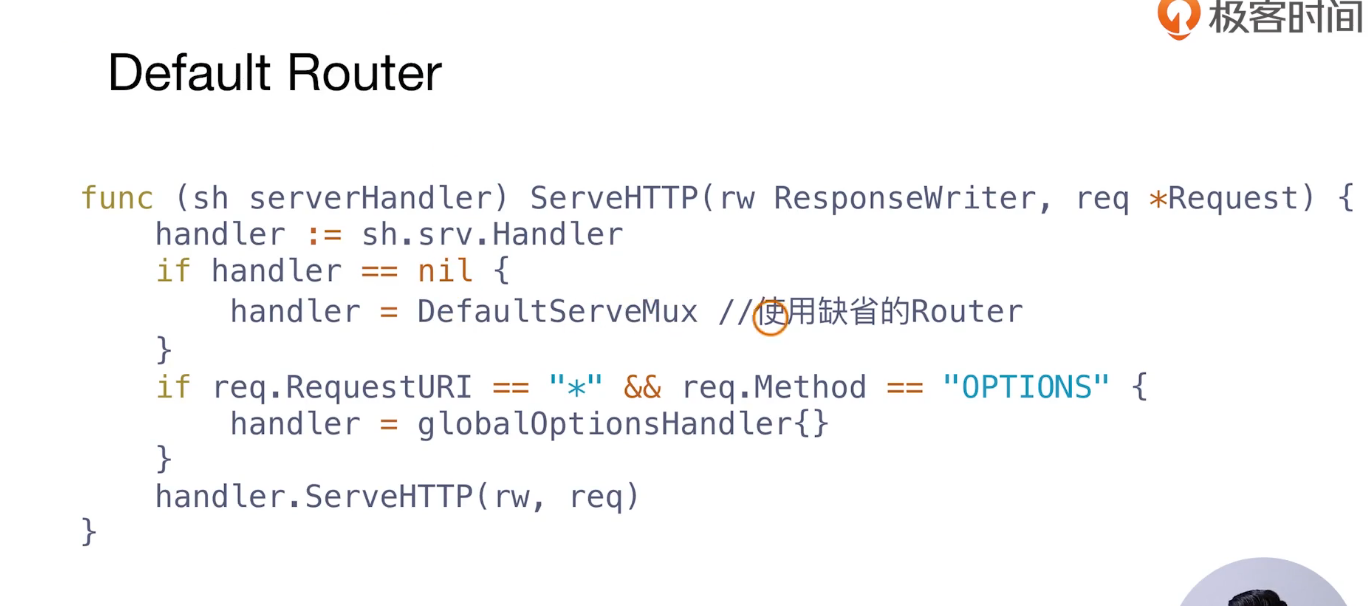 极客时间
Default Router
func (sh serverHandler) ServeHTTP(rw ResponseWriter, req *Request) {
    handler := sh.srv.Handler
    if handler == nil {
        handler = DefaultServeMux //使用缺省的Router
    }
    if req.RequestURI == "*" && req.Method == "OPTIONS" {
        handler = globalOptionsHandler{}
    }
    handler.ServeHTTP(rw, req)
}